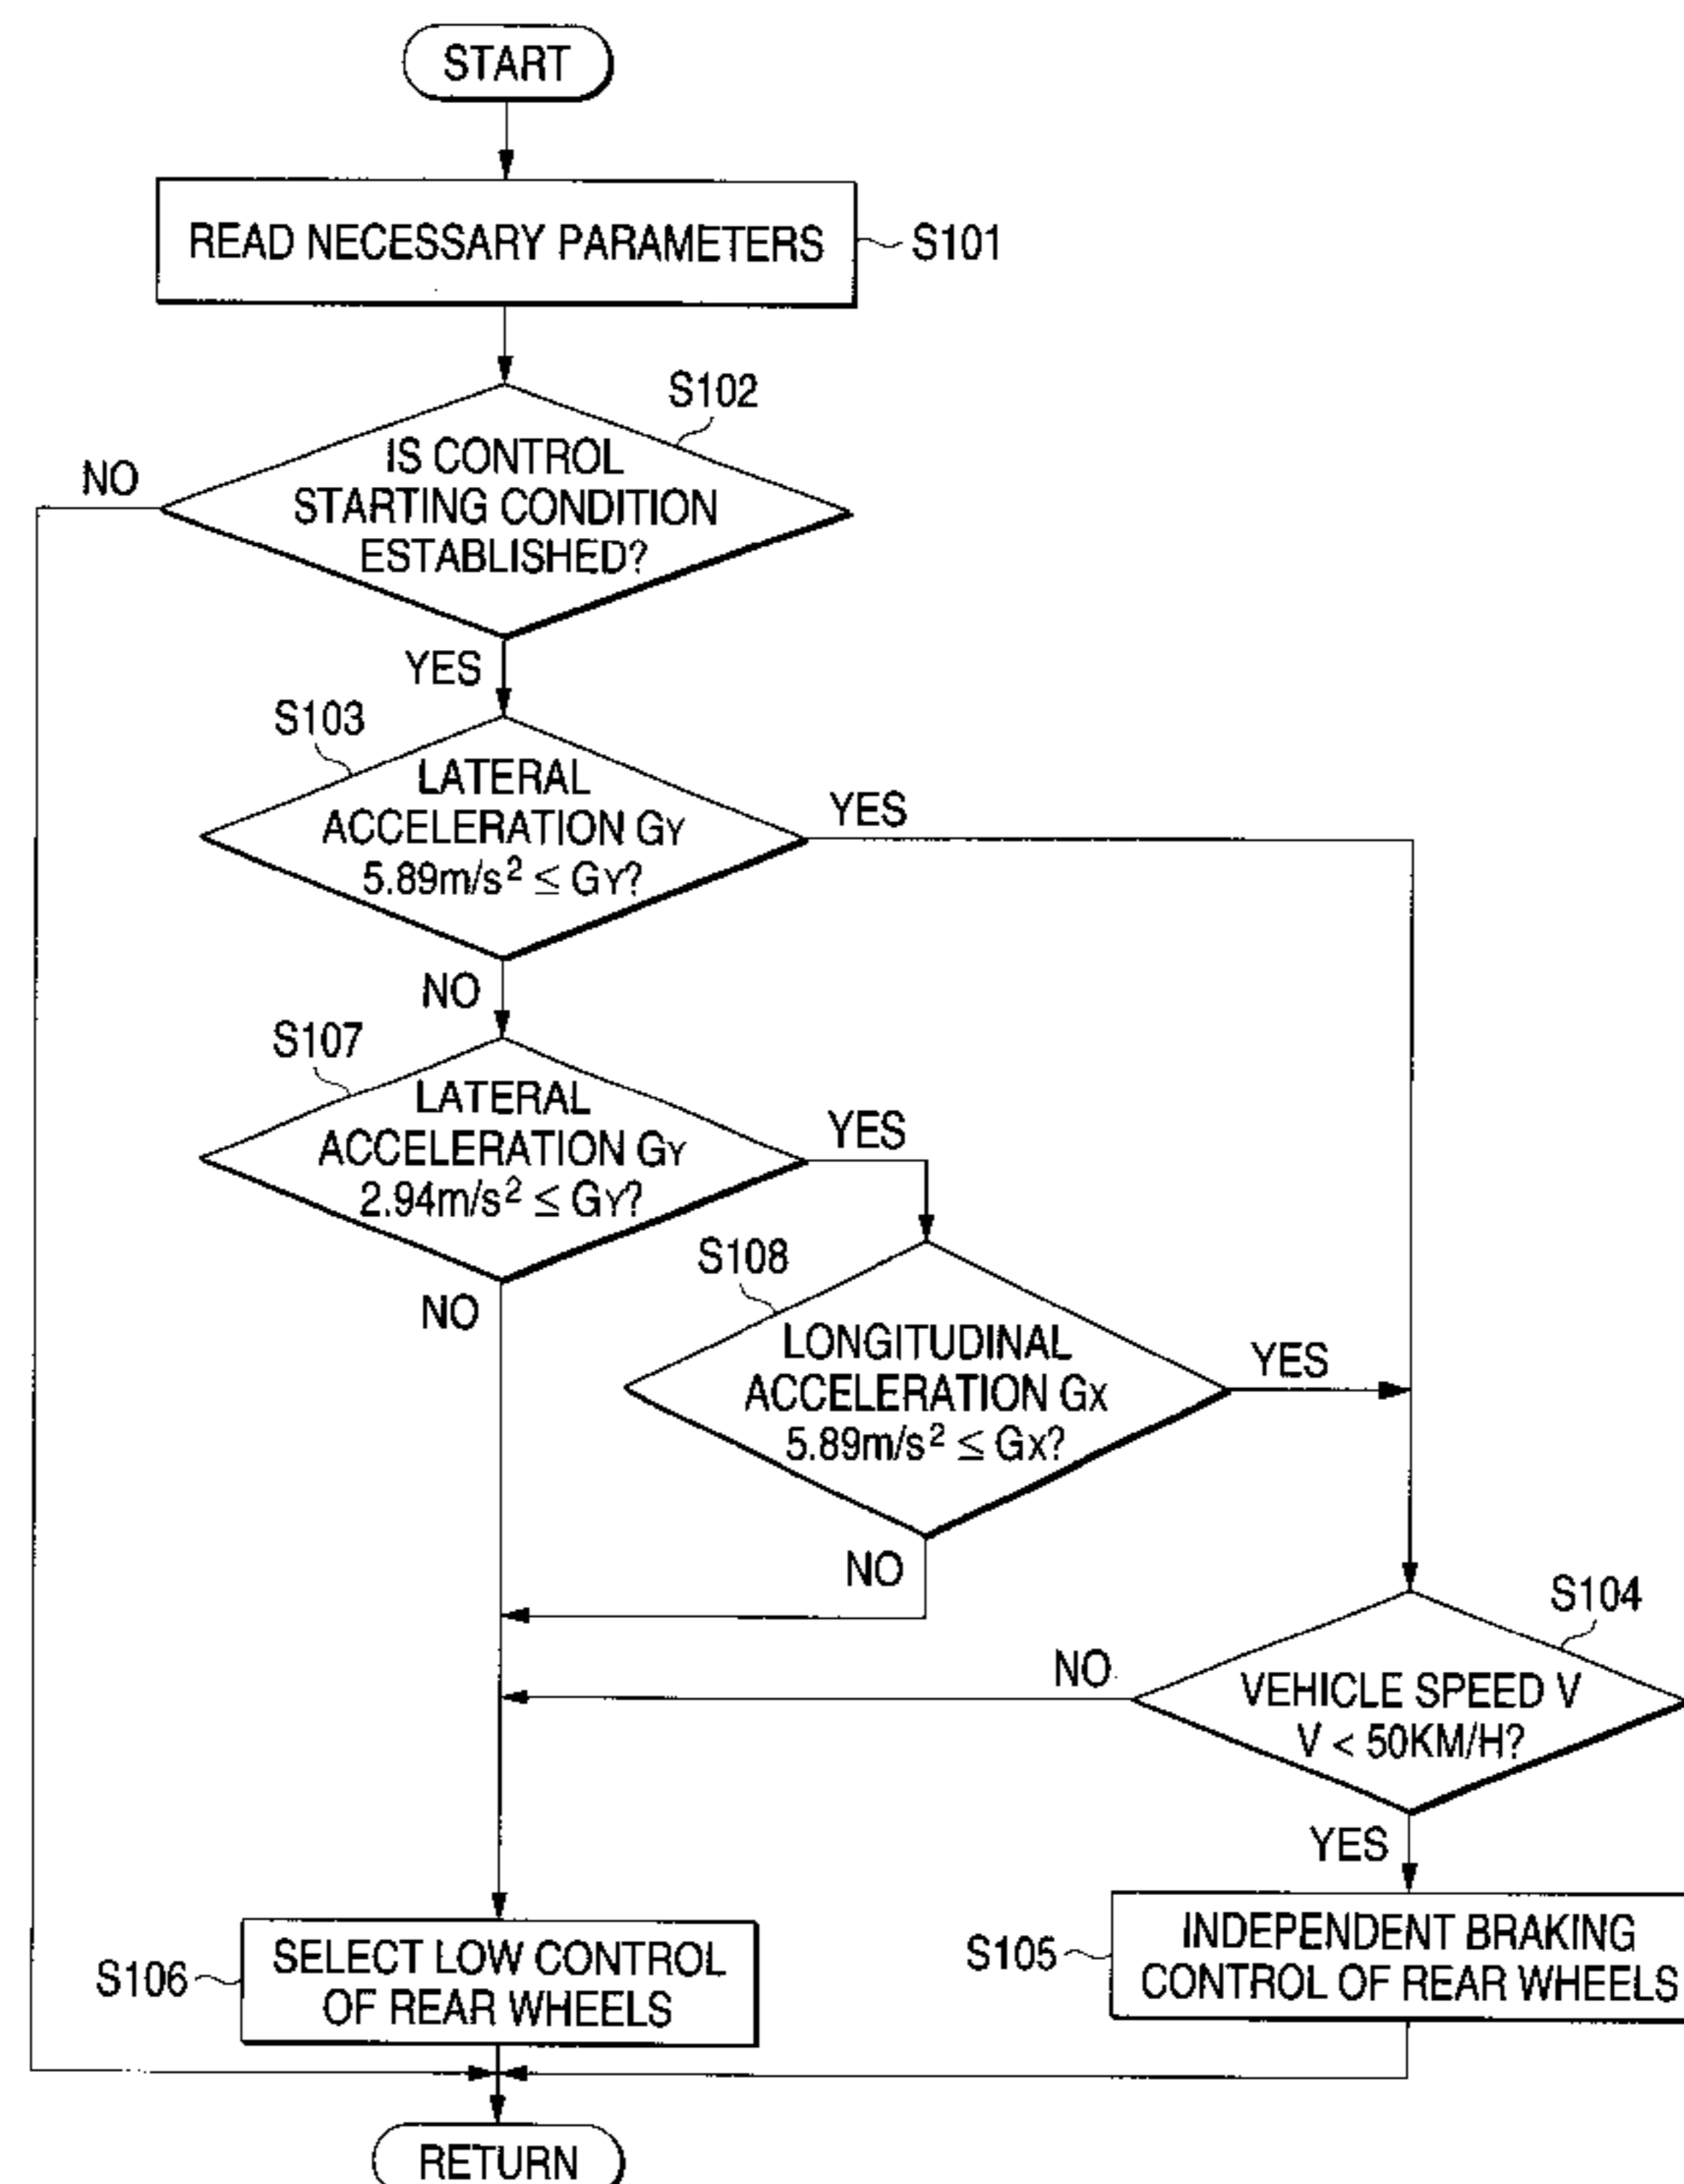 START
READ NECESSARY PARAMETERS
S101
S102
IS CONTROL
STARTING CONDITION
ESTABLISHED?
NO
YES
S103
LATERAL
ACCELERATION GY
5.89m/s² ≤ GY?
YES
NO
S107
LATERAL
ACCELERATION GY
2.94m/s² ≤ GY?
YES
NO
S108
LONGITUDINAL
ACCELERATION GX
5.89m/s² ≤ GX?
YES
NO
S104
VEHICLE SPEED V
V < 50KM/H?
NO
YES
S106
SELECT LOW CONTROL
OF REAR WHEELS
S105
INDEPENDENT BRAKING
CONTROL OF REAR WHEELS
RETURN